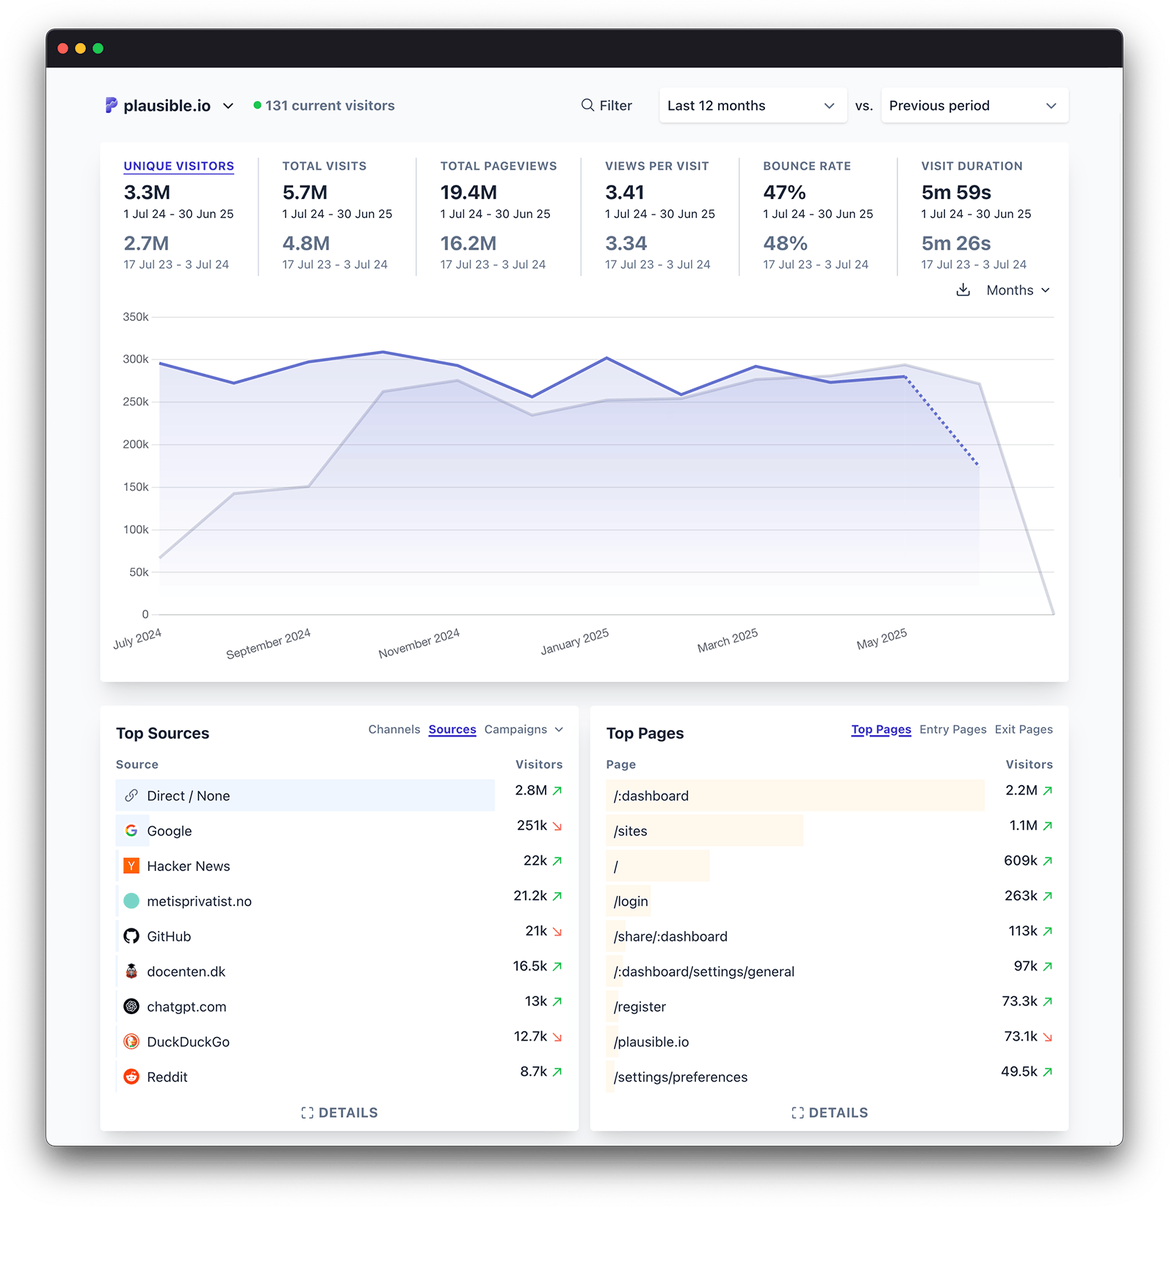 plausible.io 131 current visitors Filter Last 12 months vs. Previous period
UNIQUE VISITORS TOTAL VISITS TOTAL PAGEVIEWS VIEWS PER VISIT BOUNCE RATE VISIT DURATION
3.3M 5.7M 19.4M 3.41 47% 5m 59s
1 Jul 24 - 30 Jun 25 1 Jul 24 - 30 Jun 25 1 Jul 24 - 30 Jun 25 1 Jul 24 - 30 Jun 25 1 Jul 24 - 30 Jun 25 1 Jul 24 - 30 Jun 25
2.7M 4.8M 16.2M 3.34 48% 5m 26s
17 Jul 23 - 3 Jul 24 17 Jul 23 - 3 Jul 24 17 Jul 23 - 3 Jul 24 17 Jul 23 - 3 Jul 24 17 Jul 23 - 3 Jul 24 17 Jul 23 - 3 Jul 24
Months
350k
300k
250k
200k
150k
100k
50k
0
July 2024 September 2024 November 2024 January 2025 March 2025 May 2025
Top Sources Channels Sources Campaigns
Source Visitors
Direct / None 2.8M
Google 251k
Hacker News 22k
metisprivatist.no 21.2k
GitHub 21k
docenten.dk 16.5k
chatgpt.com 13k
DuckDuckGo 12.7k
Reddit 8.7k
DETAILS
Top Pages Top Pages Entry Pages Exit Pages
Page Visitors
/:dashboard 2.2M
/sites 1.1M
/ 609k
/login 263k
/share/:dashboard 113k
/:dashboard/settings/general 97k
/register 73.3k
/plausible.io 73.1k
/settings/preferences 49.5k
DETAILS